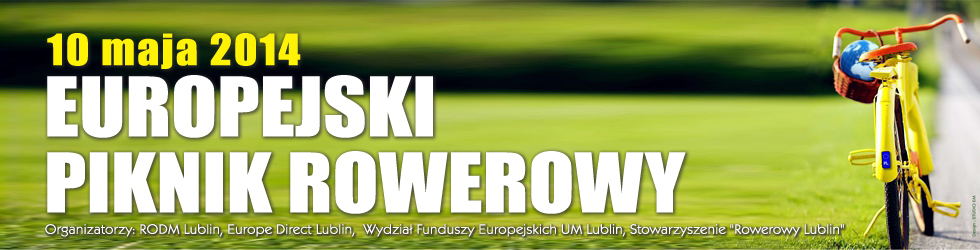 10 maja 2014
EUROPEJSKI
PIKNIK ROWEROWY
Organizatorzy: RODM Lublin, Europe Direct Lublin, Wydział Funduszy Europejskich UM Lublin, Stowarzyszenie "Rowerowy Lublin"